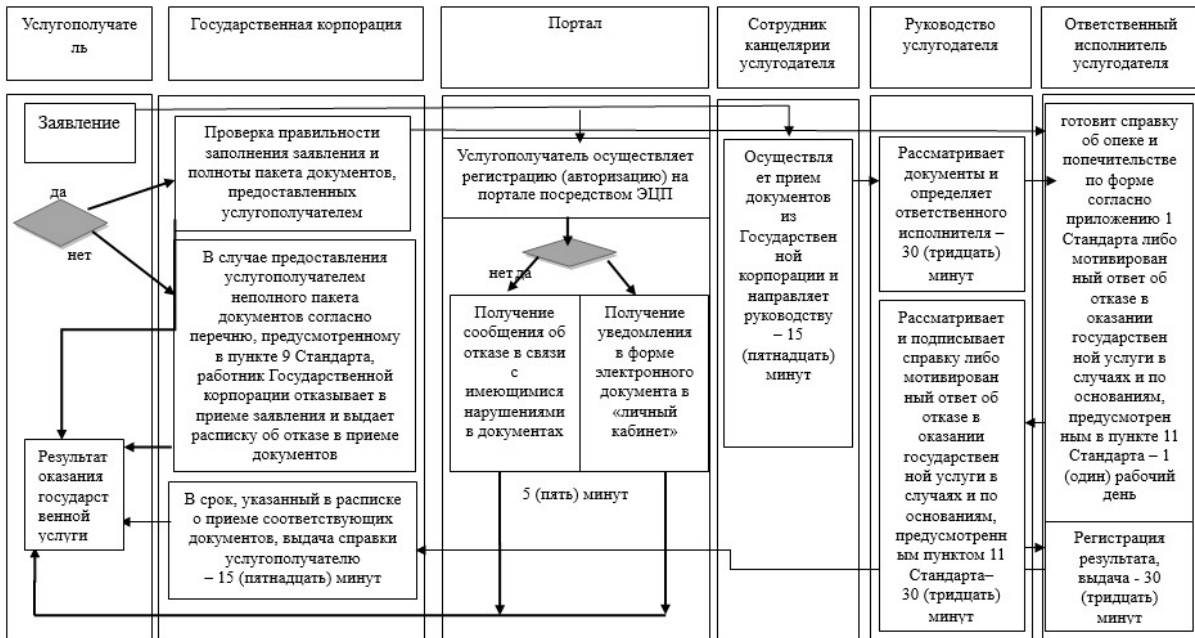 Услугополучате
ль
Государственная корпорация
Портал
Сотрудник
канцелярии
услугодателя
Руководство
услугодателя
Ответственный
исполнитель
услугодателя
Заявление
да
нет
Результат
оказания
государст
венной
услуги
Проверка правильности
заполнения заявления и
полноты пакета документов,
предоставленных
услугополучателем
В случае предоставления
услугополучателем
неполного пакета
документов согласно
перечню, предусмотренному
в пункте 9 Стандарта,
работник Государственной
корпорации отказывает в
приеме заявления и выдает
расписку об отказе в приеме
документов
В срок, указанный в расписке
о приеме соответствующих
документов, выдача справки
услугополучателю
– 15 (пятнадцать) минут
Услугополучатель осуществляет
регистрацию (авторизацию) на
портале посредством ЭЦП
нет да
Получение
сообщения об
отказе в связи
с
имеющимися
нарушениями
в документах
Получение
уведомления
в форме
электронного
документа в
«личный
кабинет»
5 (пять) минут
Осуществля
ет прием
документов
из
Государствен
ной
корпорации и
направляет
руководству
– 15
(пятнадцать)
минут
Рассматривает
документы и
определяет
ответственного
исполнителя –
30 (тридцать)
минут
Рассматривает
и подписывает
справку либо
мотивирован
ный ответ об
отказе в
оказании
государствен
ной услуги в
случаях и по
основаниям,
предусмотренн
ым пунктом 11
Стандарта–
30 (тридцать)
минут
готовит справку
об опеке и
попечительстве
по форме
согласно
приложению 1
Стандарта либо
мотивирован
ный ответ об
отказе в
оказании
государствен
ной услуги в
случаях и по
основаниям,
предусмотрен
ным в пункте 11
Стандарта – 1
(один) рабочий
день
Регистрация
результата,
выдача - 30
(тридцать)
минут